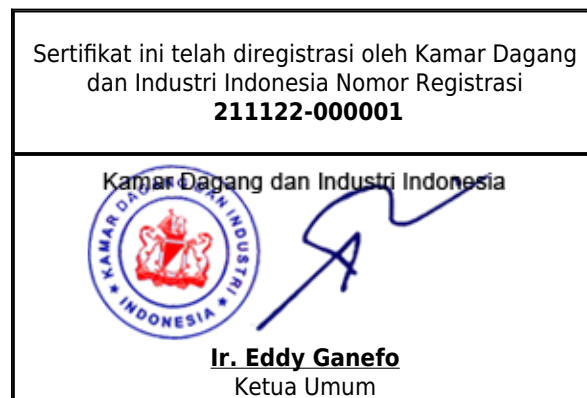 Sertifikat ini telah diregistrasi oleh Kamar Dagang
dan Industri Indonesia Nomor Registrasi
211122-000001
Kamar Dagang dan Industri Indonesia
KAMAR DAGANG DAN INDUSTRI
INDONESIA
Ir. Eddy Ganefo
Ketua Umum